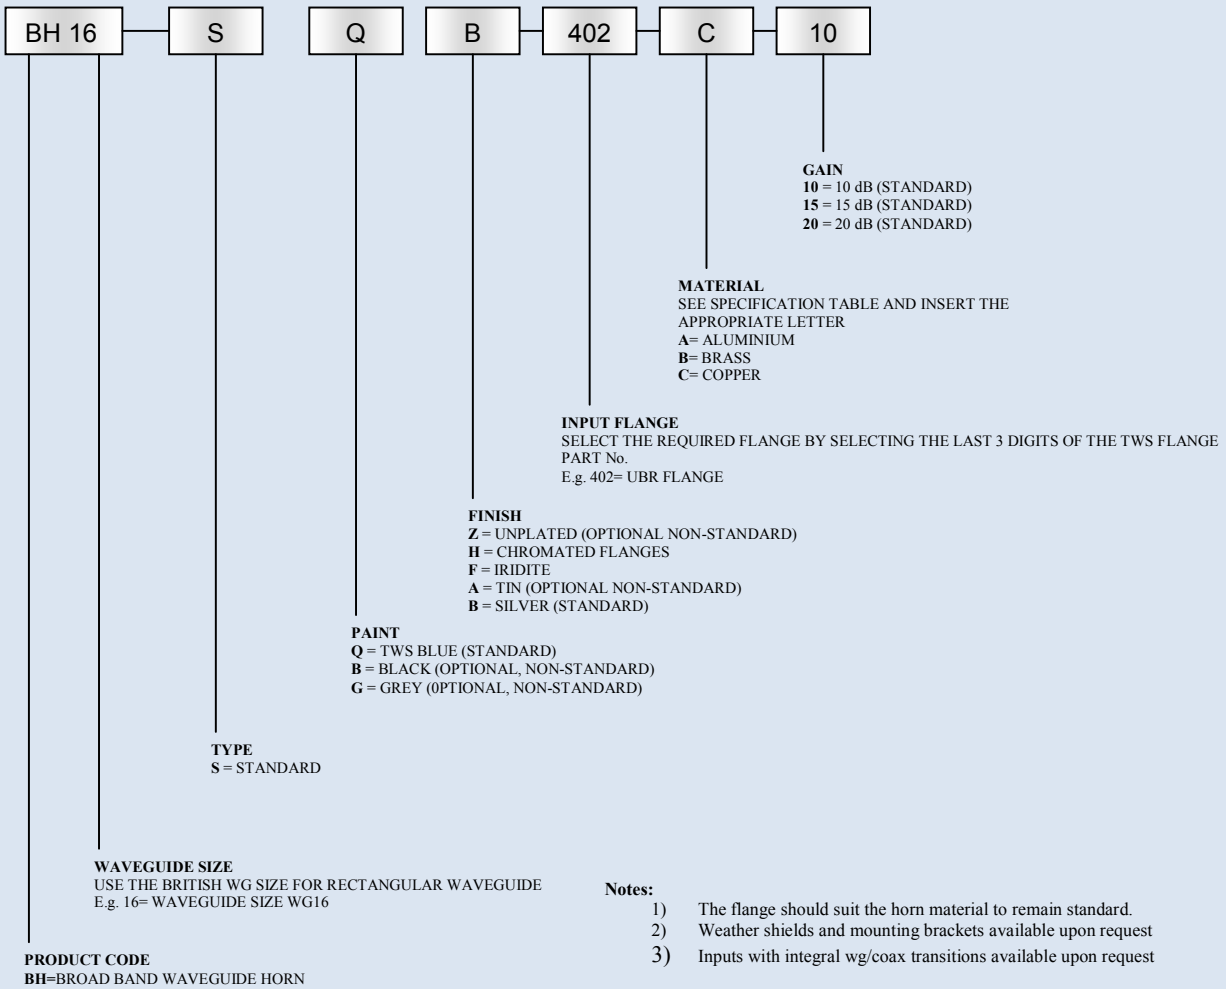 BH 16 S Q B 402 C 10
GAIN
10 = 10 dB (STANDARD)
15 = 15 dB (STANDARD)
20 = 20 dB (STANDARD)
MATERIAL
SEE SPECIFICATION TABLE AND INSERT THE
APPROPRIATE LETTER
A= ALUMINIUM
B= BRASS
C= COPPER
INPUT FLANGE
SELECT THE REQUIRED FLANGE BY SELECTING THE LAST 3 DIGITS OF THE TWS FLANGE
PART No.
E.g. 402= UBR FLANGE
FINISH
Z = UNPLATED (OPTIONAL NON-STANDARD)
H = CHROMATED FLANGES
F = IRIDITE
A = TIN (OPTIONAL NON-STANDARD)
B = SILVER (STANDARD)
PAINT
Q = TWS BLUE (STANDARD)
B = BLACK (OPTIONAL, NON-STANDARD)
G = GREY (0PTIONAL, NON-STANDARD)
TYPE
S = STANDARD
WAVEGUIDE SIZE
USE THE BRITISH WG SIZE FOR RECTANGULAR WAVEGUIDE
E.g. 16= WAVEGUIDE SIZE WG16
PRODUCT CODE
BH=BROAD BAND WAVEGUIDE HORN
Notes:
1) The flange should suit the horn material to remain standard.
2) Weather shields and mounting brackets available upon request
3) Inputs with integral wg/coax transitions available upon request